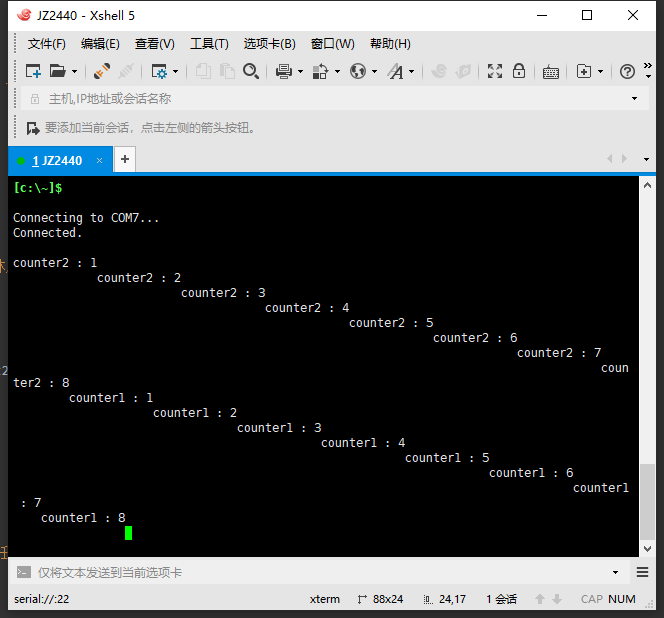 JZ2440 - Xshell 5
文件(F) 编辑(E) 查看(V) 工具(T) 选项卡(B) 窗口(W) 帮助(H)
主机,IP地址或会话名称
要添加当前会话，点击左侧的箭头按钮。
1 JZ2440 × +
[c:\~]$
Connecting to COM7...
Connected.
counter2 : 1
counter2 : 2
counter2 : 3
counter2 : 4
counter2 : 5
counter2 : 6
counter2 : 7
coun
ter2 : 8
counter1 : 1
counter1 : 2
counter1 : 3
counter1 : 4
counter1 : 5
counter1 : 6
counter1
: 7
counter1 : 8
仅将文本发送到当前选项卡
serial://:22 xterm 88x24 24,17 1 会话 CAP NUM